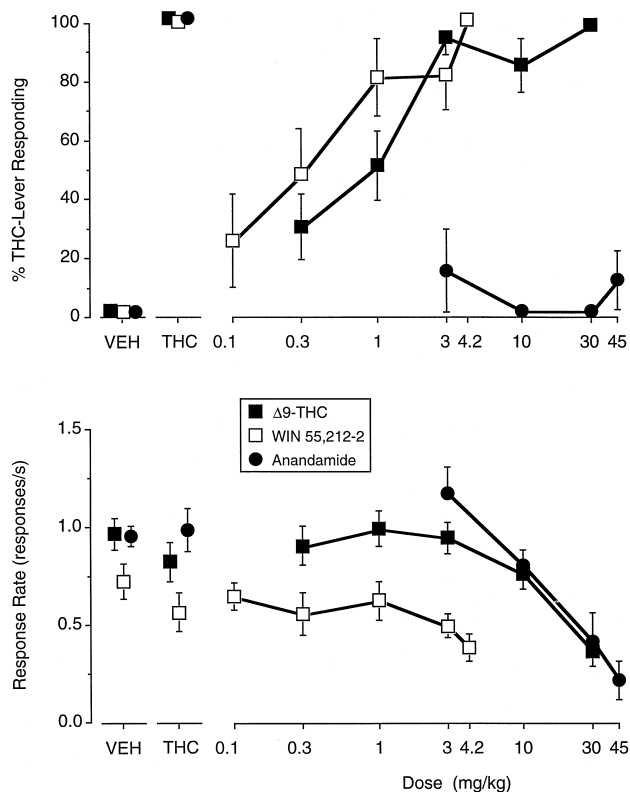 100
80
60
40
20
0
% THC-Lever Responding
VEH THC 0.1 0.3 1 3 4.2 10 30 45
Δ9-THC
WIN 55,212-2
Anandamide
1.5
1.0
0.5
0.0
Response Rate (responses/s)
VEH THC 0.1 0.3 1 3 4.2 10 30 45
Dose (mg/kg)